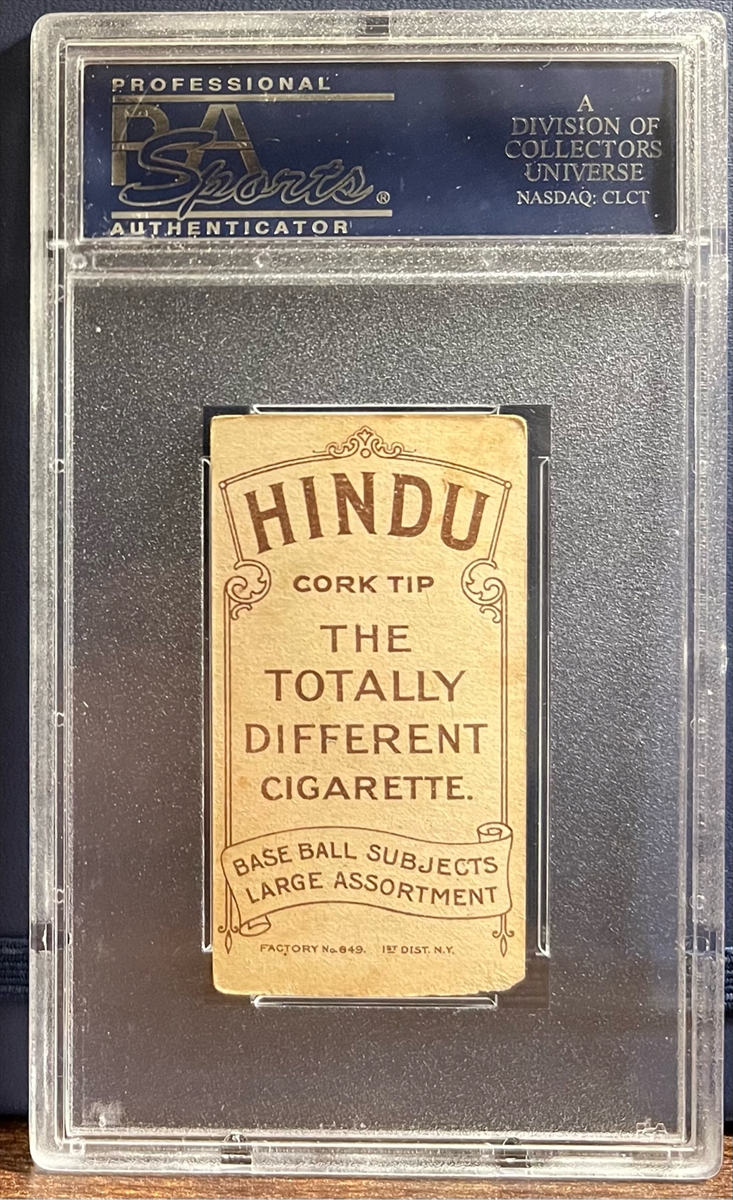 PROFESSIONAL
PSA
Sports®
AUTHENTICATOR
A
DIVISION OF
COLLECTORS
UNIVERSE
NASDAQ: CLCT
HINDU
CORK TIP
THE
TOTALLY
DIFFERENT
CIGARETTE.
BASE BALL SUBJECTS
LARGE ASSORTMENT
FACTORY No. 649. 1ST DIST. N.Y.
PSA